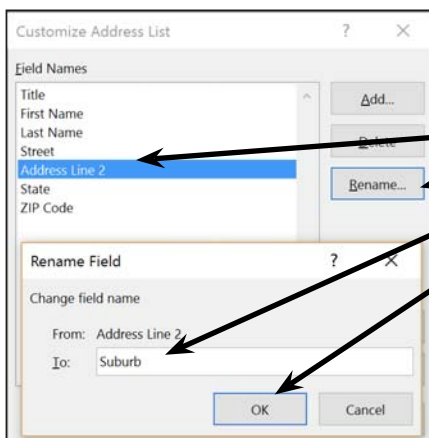 Customize Address List ? ×
Field Names
Title
First Name
Last Name
Street
Address Line 2
State
ZIP Code
Add...
Delete
Rename...
Rename Field ? ×
Change field name
From: Address Line 2
To: Suburb
OK Cancel